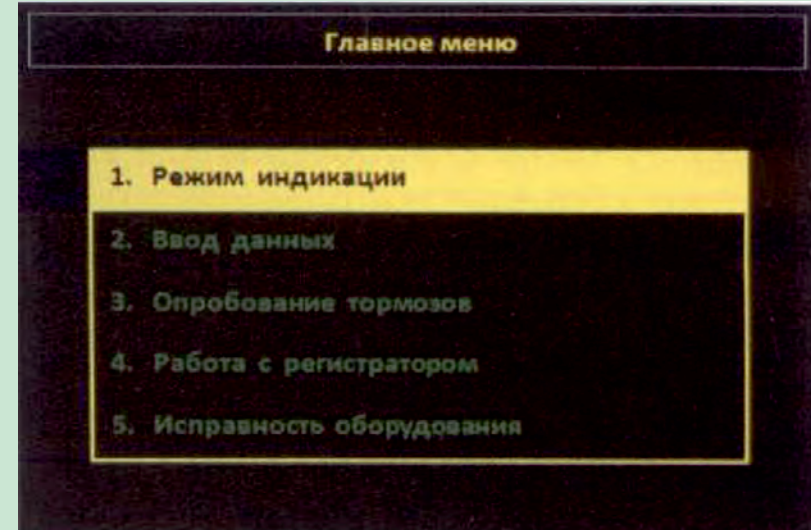 Главное меню
1. Режим индикации
2. Ввод данных
3. Опробование тормозов
4. Работа с регистратором
5. Исправность оборудования